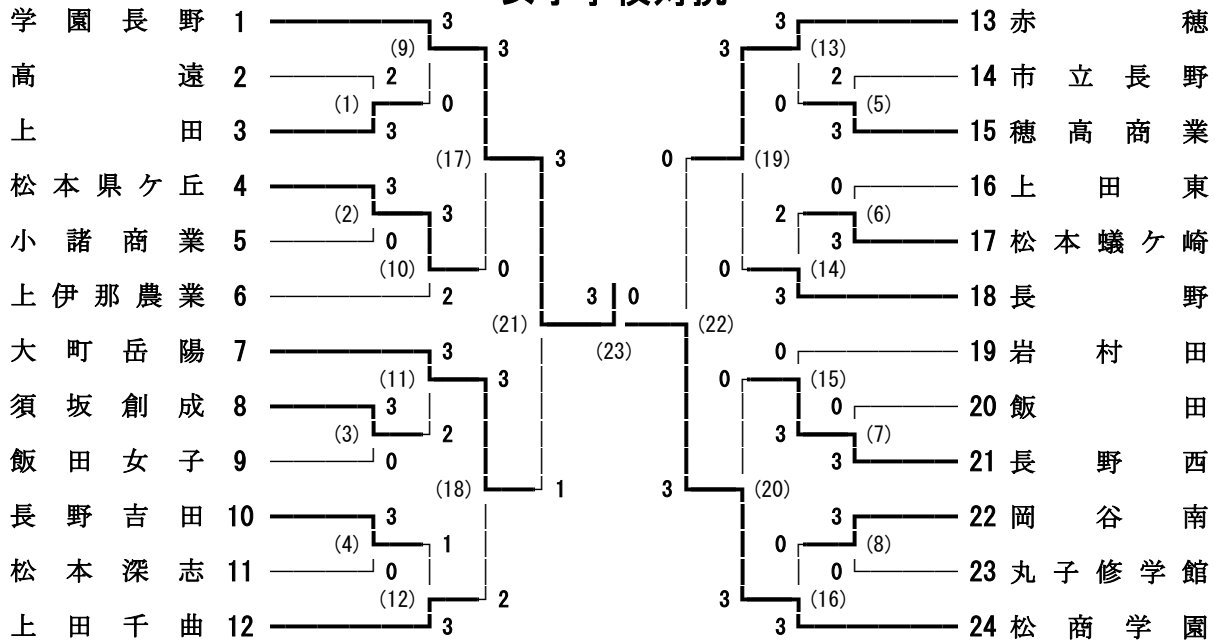 女子学校対抗
学園長野 1 3 3 13 赤穂
(9) 3 3 (13)
高遠 2 2 2 14 市立長野
(1) 0 0 (5)
上田 3 3 3 15 穂高商業
(17) 3 0 (19)
松本県ケ丘 4 3 0 16 上田東
(2) 3 2 (6)
小諸商業 5 0 3 17 松本蟻ケ崎
(10) 0 0 (14)
上伊那農業 6 2 3 0 3 18 長野
(21) (22)
(23)
大町岳陽 7 3 0 19 岩村田
(11) 3 0 (15)
須坂創成 8 3 0 20 飯田
(3) 2 3 (7)
飯田女子 9 0 3 21 長野西
(18) 1 3 (20)
長野吉田 10 3 3 22 岡谷南
(4) 1 0 (8)
松本深志 11 0 0 23 丸子修学館
(12) 2 3 (16)
上田千曲 12 3 3 24 松商学園